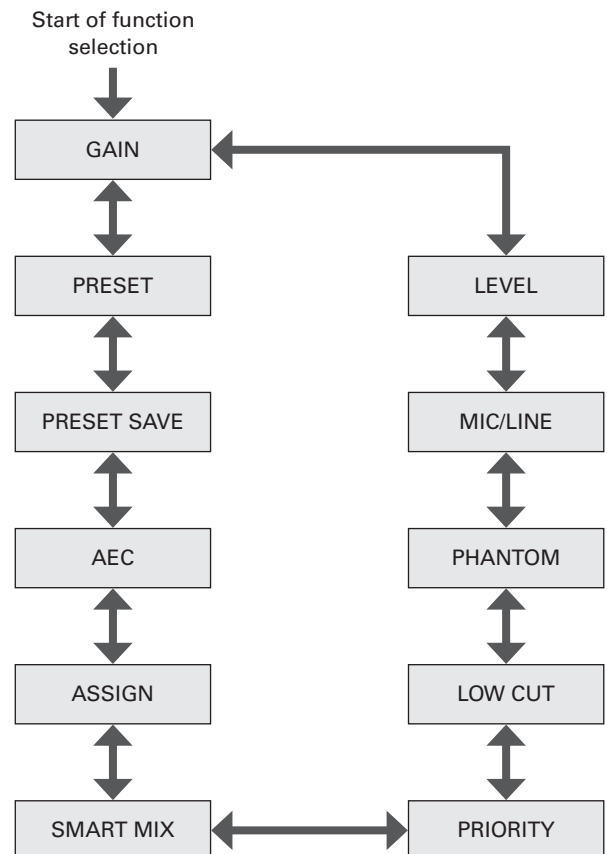 Start of function
selection
GAIN
PRESET
LEVEL
PRESET SAVE
MIC/LINE
AEC
PHANTOM
ASSIGN
LOW CUT
SMART MIX
PRIORITY